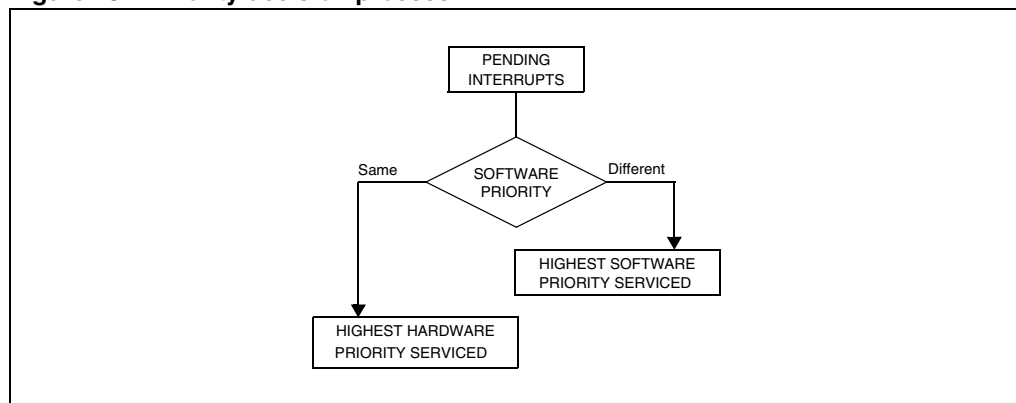 PENDING
INTERRUPTS
Same
SOFTWARE
PRIORITY
Different
HIGHEST SOFTWARE
PRIORITY SERVICED
HIGHEST HARDWARE
PRIORITY SERVICED